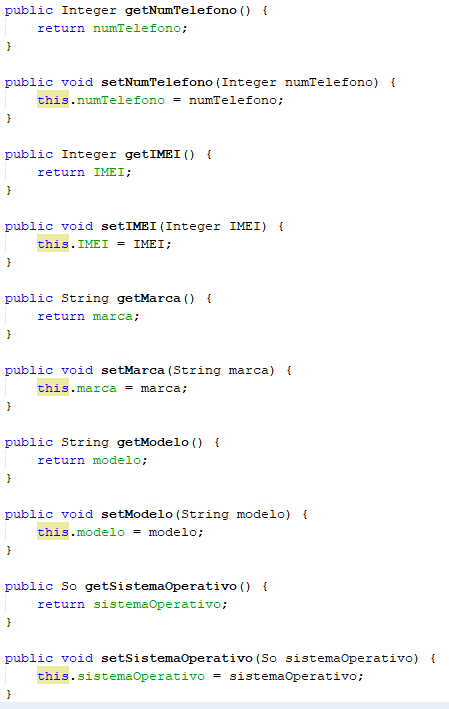 public Integer getNumTelefono() {
    return numTelefono;
}

public void setNumTelefono(Integer numTelefono) {
    this.numTelefono = numTelefono;
}

public Integer getIMEI() {
    return IMEI;
}

public void setIMEI(Integer IMEI) {
    this.IMEI = IMEI;
}

public String getMarca() {
    return marca;
}

public void setMarca(String marca) {
    this.marca = marca;
}

public String getModelo() {
    return modelo;
}

public void setModelo(String modelo) {
    this.modelo = modelo;
}

public So getSistemaOperativo() {
    return sistemaOperativo;
}

public void setSistemaOperativo(So sistemaOperativo) {
    this.sistemaOperativo = sistemaOperativo;
}